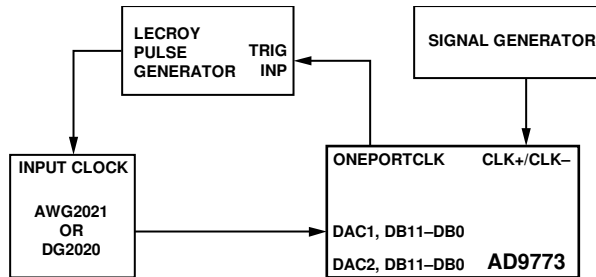 LECROY
PULSE
GENERATOR
TRIG
INP
SIGNAL GENERATOR
INPUT CLOCK
AWG2021
OR
DG2020
ONEPORTCLK CLK+/CLK–
DAC1, DB11–DB0
DAC2, DB11–DB0 AD9773